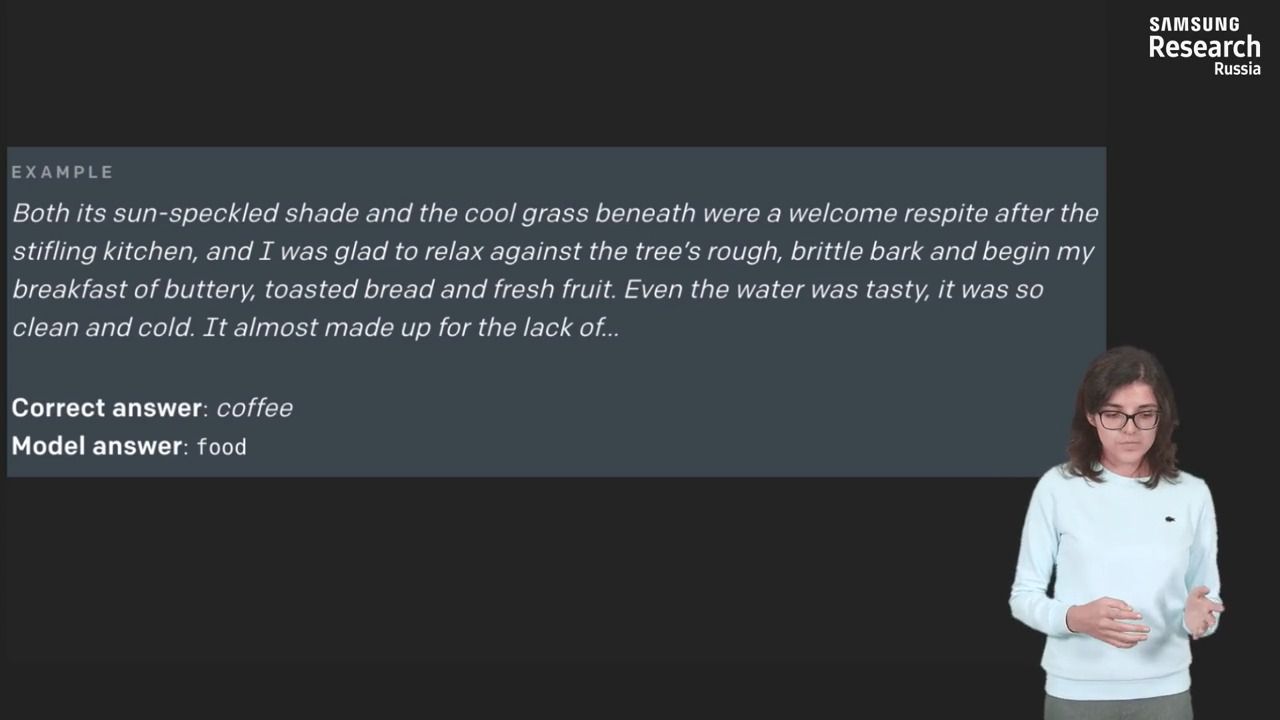 SAMSUNG
Research
Russia
EXAMPLE
Both its sun-speckled shade and the cool grass beneath were a welcome respite after the
stifling kitchen, and I was glad to relax against the tree’s rough, brittle bark and begin my
breakfast of buttery, toasted bread and fresh fruit. Even the water was tasty, it was so
clean and cold. It almost made up for the lack of...
Correct answer: coffee
Model answer: food